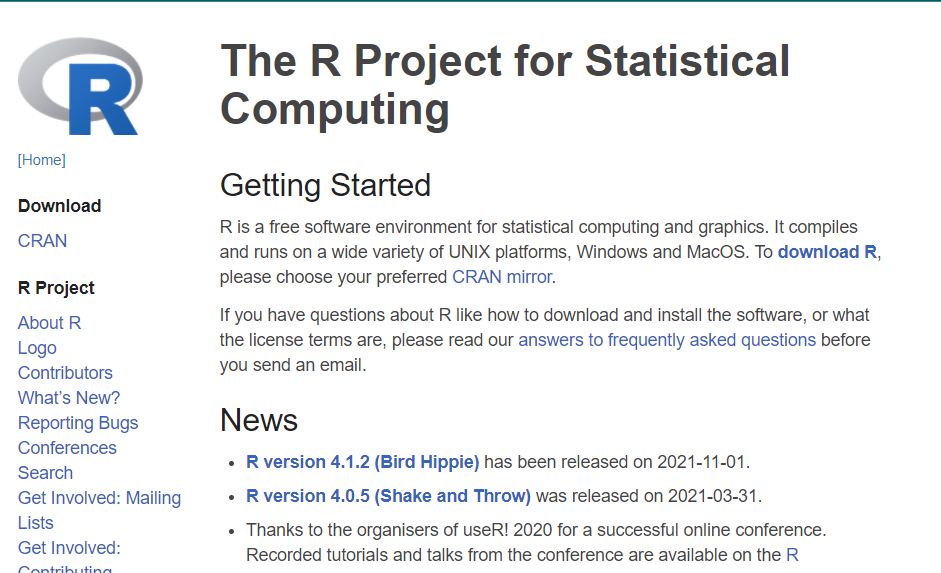 R
[Home]
Download
CRAN
R Project
About R
Logo
Contributors
What's New?
Reporting Bugs
Conferences
Search
Get Involved: Mailing
Lists
Get Involved:
Contributing
The R Project for Statistical
Computing
Getting Started
R is a free software environment for statistical computing and graphics. It compiles
and runs on a wide variety of UNIX platforms, Windows and MacOS. To download R,
please choose your preferred CRAN mirror.
If you have questions about R like how to download and install the software, or what
the license terms are, please read our answers to frequently asked questions before
you send an email.
News
• R version 4.1.2 (Bird Hippie) has been released on 2021-11-01.
• R version 4.0.5 (Shake and Throw) was released on 2021-03-31.
• Thanks to the organisers of useR! 2020 for a successful online conference.
Recorded tutorials and talks from the conference are available on the R